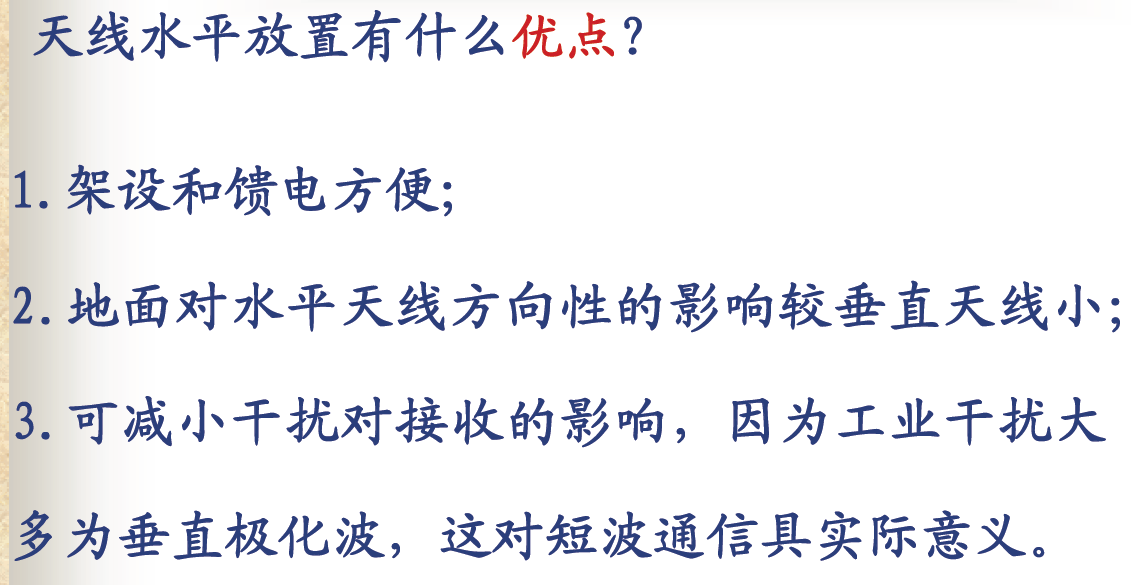 天线水平放置有什么优点?
1. 架设和馈电方便;
2. 地面对水平天线方向性的影响较垂直天线小;
3. 可减小干扰对接收的影响，因为工业干扰大
多为垂直极化波，这对短波通信具实际意义。